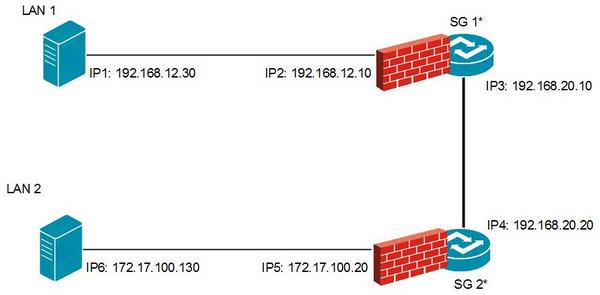 LAN 1
SG 1*
IP1: 192.168.12.30
IP2: 192.168.12.10
IP3: 192.168.20.10
LAN 2
IP4: 192.168.20.20
IP6: 172.17.100.130
IP5: 172.17.100.20
SG 2*